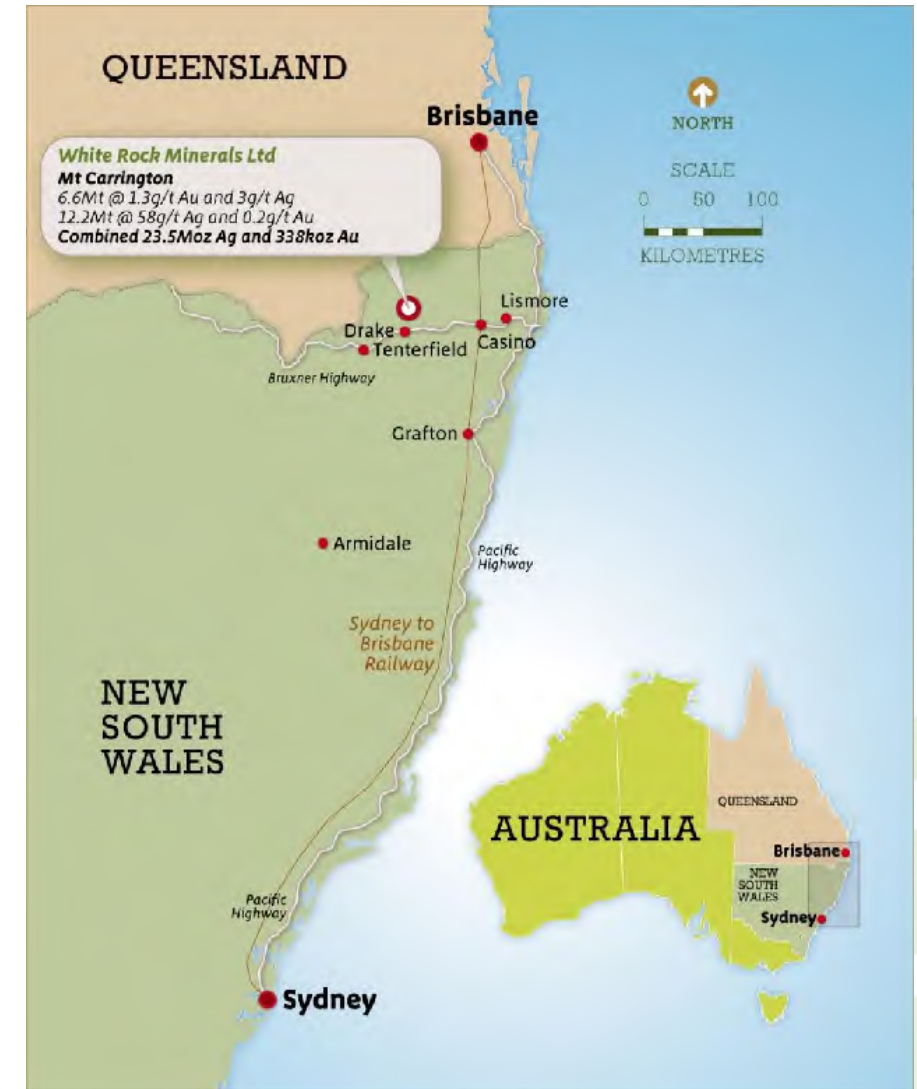 QUEENSLAND
Brisbane
NORTH
SCALE
0 50 100
KILOMETRES
White Rock Minerals Ltd
Mt Carrington
6.6Mt @ 1.3g/t Au and 3g/t Ag
12.2Mt @ 58g/t Ag and 0.2g/t Au
Combined 23.5Moz Ag and 338koz Au
Lismore
Drake
Casino
Tenterfield
Bruxner Highway
Grafton
Armidale
Pacific
Highway
Sydney to
Brisbane
Railway
NEW
SOUTH
WALES
Pacific
Highway
Sydney
AUSTRALIA
QUEENSLAND
Brisbane
NEW
SOUTH
WALES
Sydney